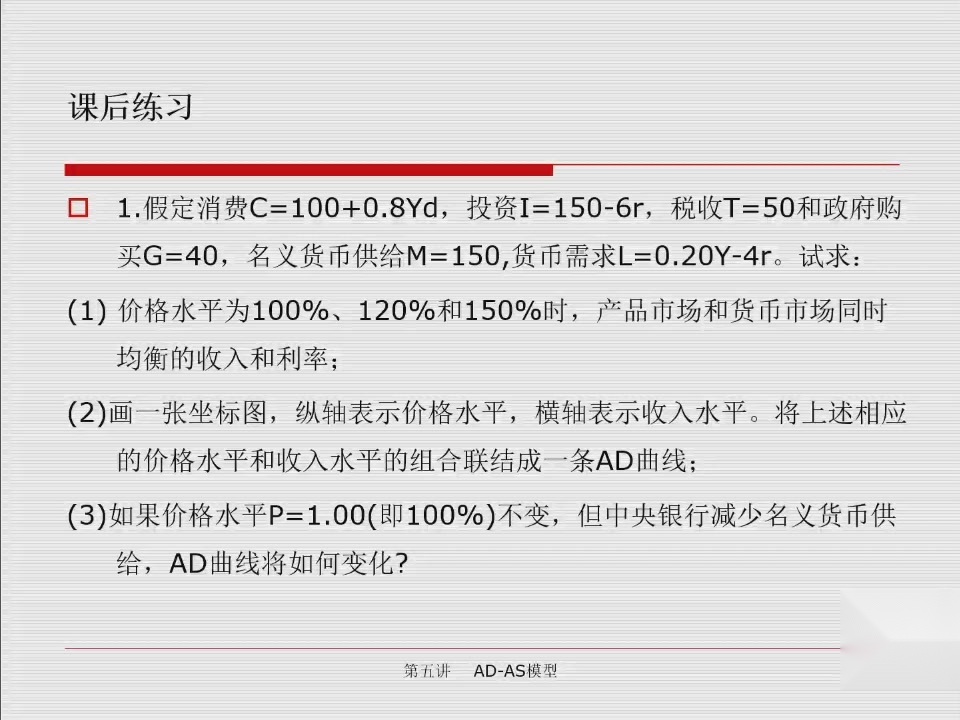 课后练习
1.假定消费C=100+0.8Yd，投资I=150-6r，税收T=50和政府购
买G=40，名义货币供给M=150,货币需求L=0.20Y-4r。试求：
(1) 价格水平为100%、120%和150%时，产品市场和货币市场同时
均衡的收入和利率；
(2)画一张坐标图，纵轴表示价格水平，横轴表示收入水平。将上述相应
的价格水平和收入水平的组合联结成一条AD曲线；
(3)如果价格水平P=1.00(即100%)不变，但中央银行减少名义货币供
给，AD曲线将如何变化?
第五讲 AD-AS模型